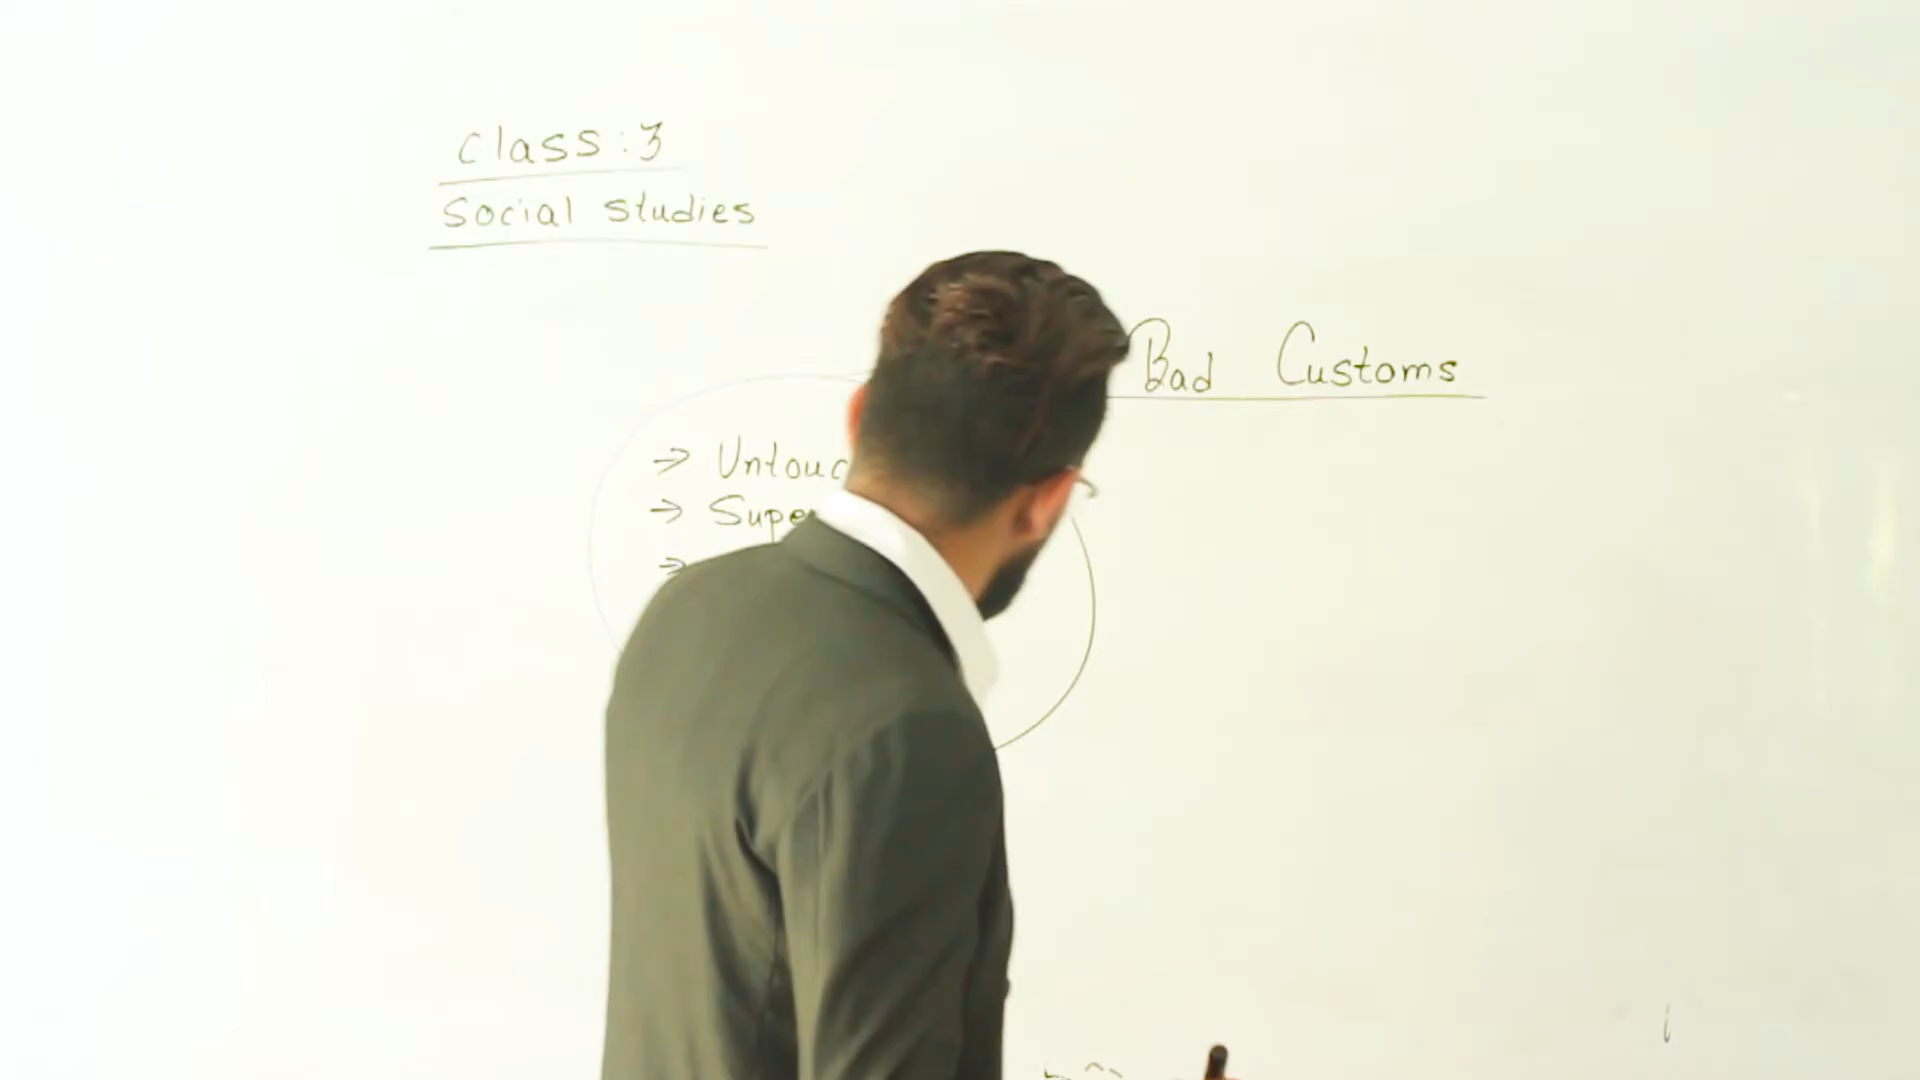 Class: 3
Social studies
Bad Customs
→ Untouc
→ Supe
→